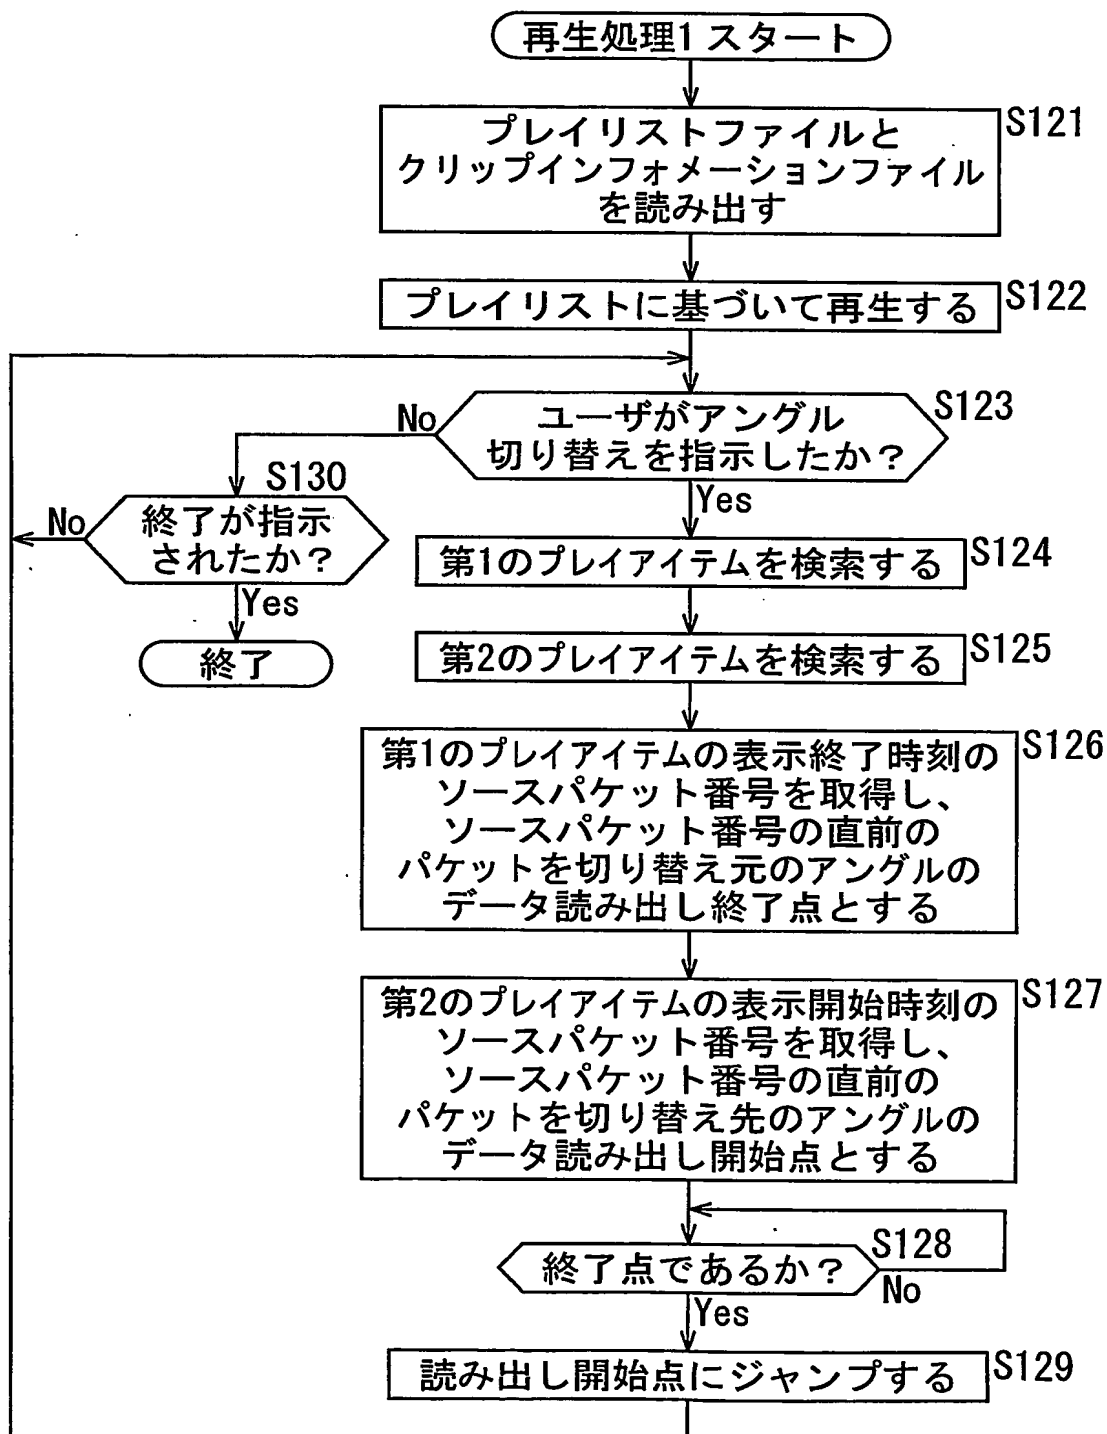 再生処理1 スタート
S121
プレイリストファイルと
クリップインフォメーションファイル
を読み出す
S122
プレイリストに基づいて再生する
S123
ユーザがアングル
切り替えを指示したか？
No
Yes
S130
終了が指示
されたか？
No
Yes
終了
S124
第1のプレイアイテムを検索する
S125
第2のプレイアイテムを検索する
S126
第1のプレイアイテムの表示終了時刻の
ソースパケット番号を取得し、
ソースパケット番号の直前の
パケットを切り替え元のアングルの
データ読み出し終了点とする
S127
第2のプレイアイテムの表示開始時刻の
ソースパケット番号を取得し、
ソースパケット番号の直前の
パケットを切り替え先のアングルの
データ読み出し開始点とする
S128
終了点であるか？
No
Yes
S129
読み出し開始点にジャンプする